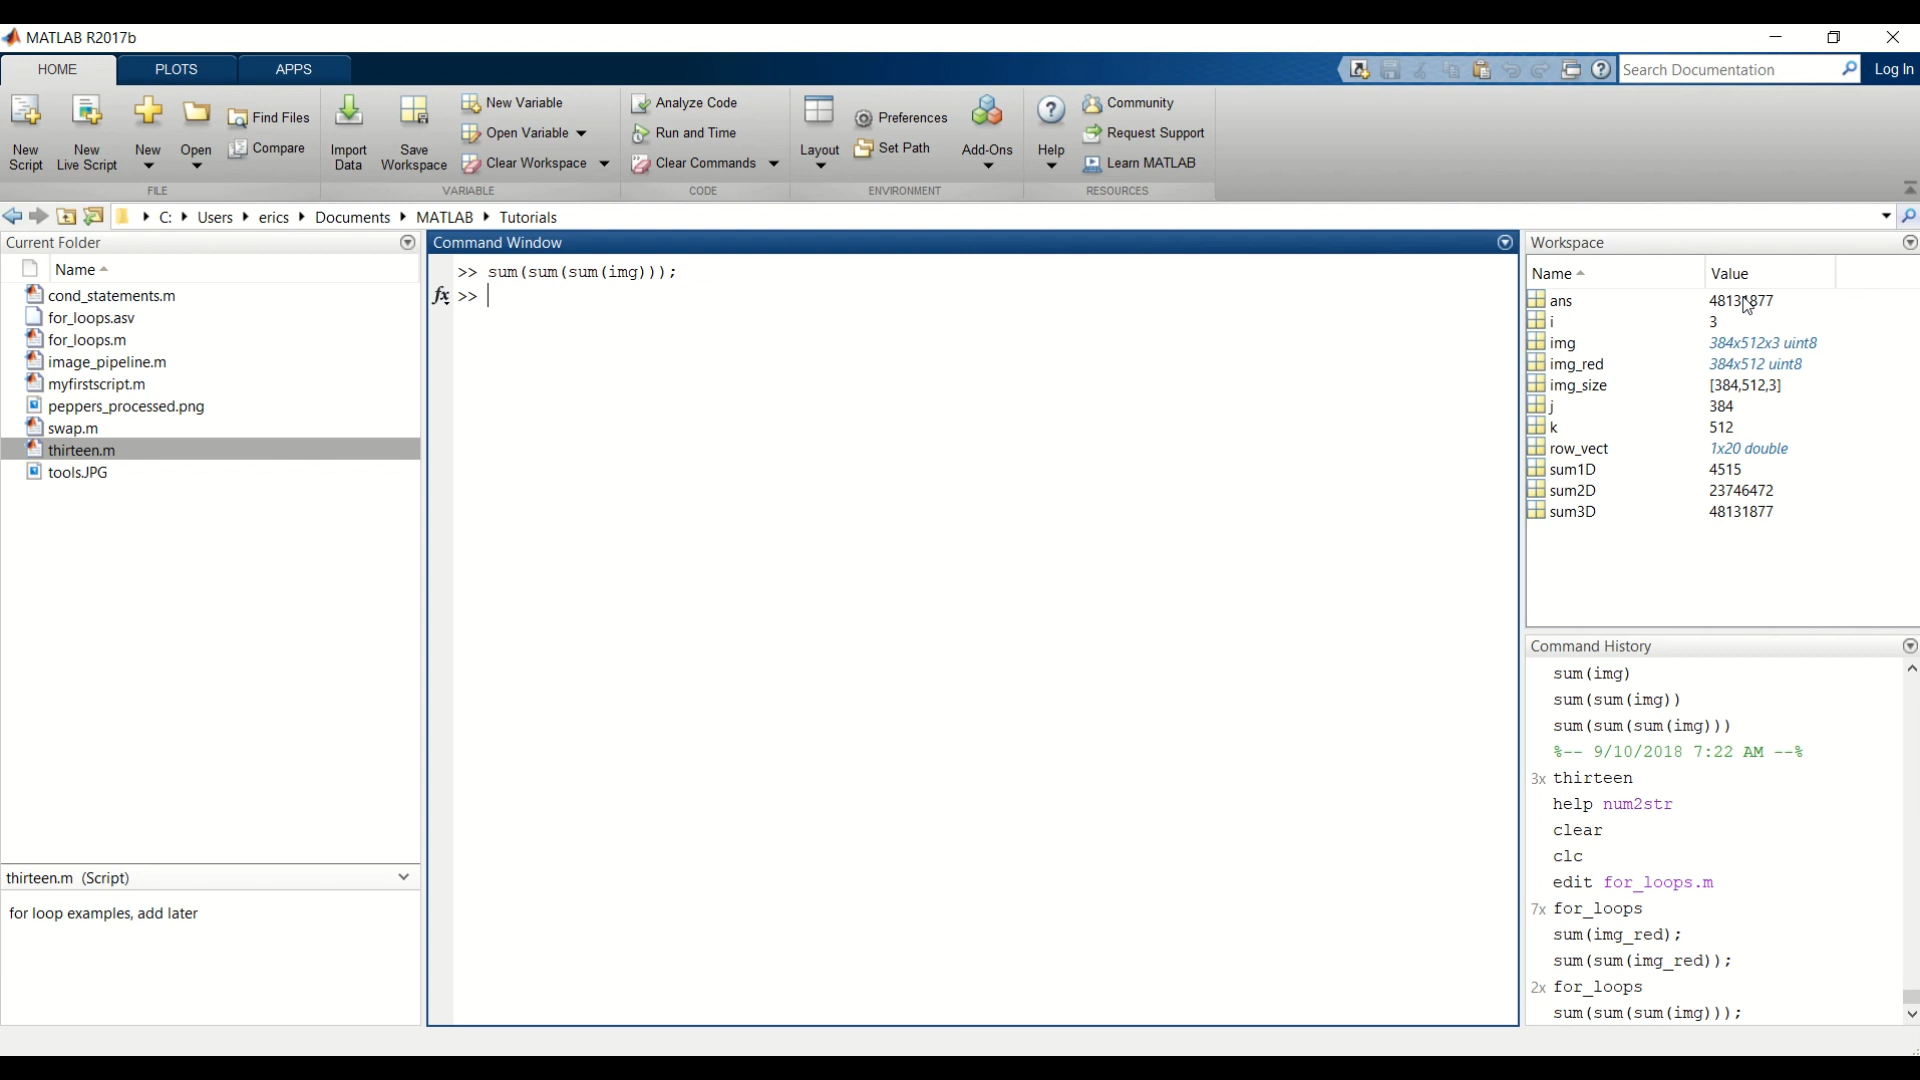 MATLAB R2017b
HOME PLOTS APPS
Search Documentation Log In
New Script
New Live Script
New
Open
Find Files
Compare
FILE
Import Data
Save Workspace
New Variable
Open Variable
Clear Workspace
VARIABLE
Analyze Code
Run and Time
Clear Commands
CODE
Layout
Preferences
Set Path
Add-Ons
ENVIRONMENT
Help
Community
Request Support
Learn MATLAB
RESOURCES
C: Users erics Documents MATLAB Tutorials
Current Folder
Name
cond_statements.m
for_loops.asv
for_loops.m
image_pipeline.m
myfirstscript.m
peppers_processed.png
swap.m
thirteen.m
tools.JPG
thirteen.m (Script)
for loop examples, add later
Command Window
>> sum(sum(sum(img)));
fx >>
Workspace
Name Value
ans 48131877
i 3
img 384x512x3 uint8
img_red 384x512 uint8
img_size [384,512,3]
j 384
k 512
row_vect 1x20 double
sum1D 4515
sum2D 23746472
sum3D 48131877
Command History
sum(img)
sum(sum(img))
sum(sum(sum(img)))
%-- 9/10/2018 7:22 AM --%
3x thirteen
help num2str
clear
clc
edit for_loops.m
7x for_loops
sum(img_red);
sum(sum(img_red));
2x for_loops
sum(sum(sum(img)));